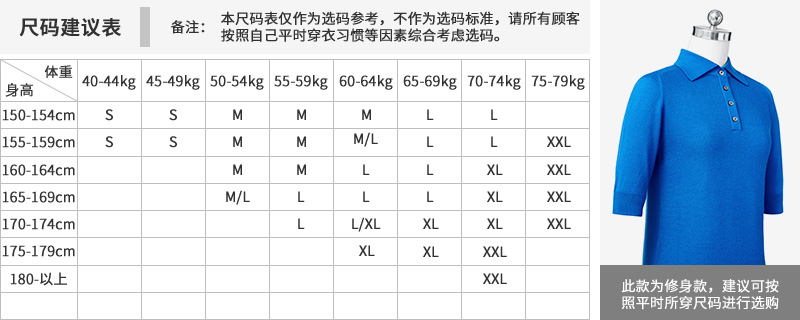 尺码建议表
备注：
本尺码表仅作为选码参考，不作为选码标准，请所有顾客
按照自己平时穿衣习惯等因素综合考虑选码。
体重
身高
40-44kg 45-49kg 50-54kg 55-59kg 60-64kg 65-69kg 70-74kg 75-79kg
150-154cm S S M M M L L
155-159cm S S M M M/L L L XXL
160-164cm M M L L XL XXL
165-169cm M/L L L L XL XXL
170-174cm L L/XL XL XL XXL
175-179cm XL XL XXL
180-以上 XXL
此款为修身款，建议可按
照平时所穿尺码进行选购